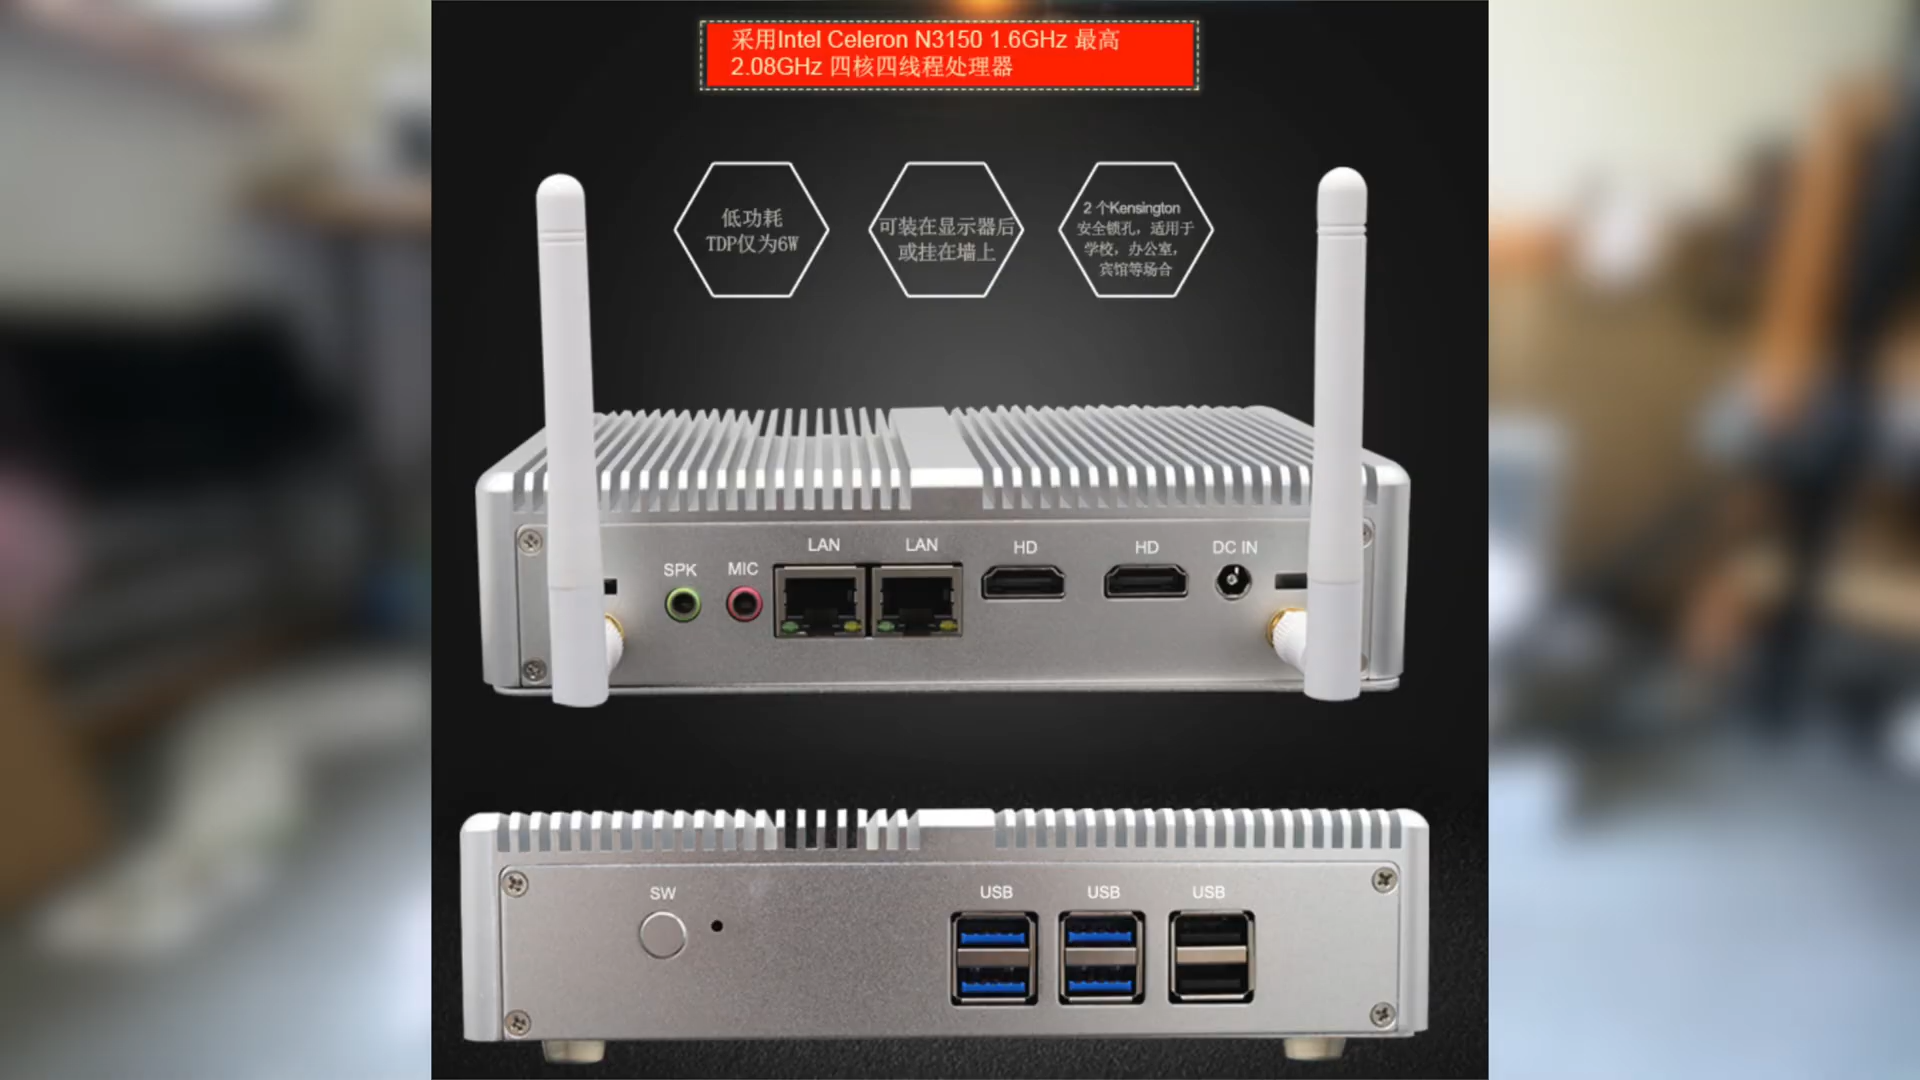 采用Intel Celeron N3150 1.6GHz 最高
2.08GHz 四核四线程处理器
低功耗
TDP仅为6W
可装在显示器后
或挂在墙上
2 个Kensington
安全锁孔，适用于
学校，办公室，
宾馆等场合
LAN
LAN
HD
HD
DC IN
SPK
MIC
SW
USB
USB
USB